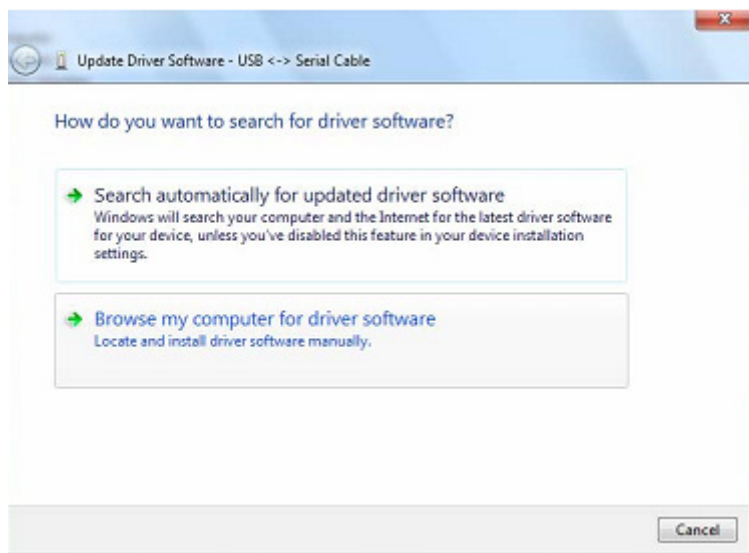 Update Driver Software - USB <-> Serial Cable
How do you want to search for driver software?
Search automatically for updated driver software
Windows will search your computer and the Internet for the latest driver software
for your device, unless you've disabled this feature in your device installation
settings.
Browse my computer for driver software
Locate and install driver software manually.
Cancel